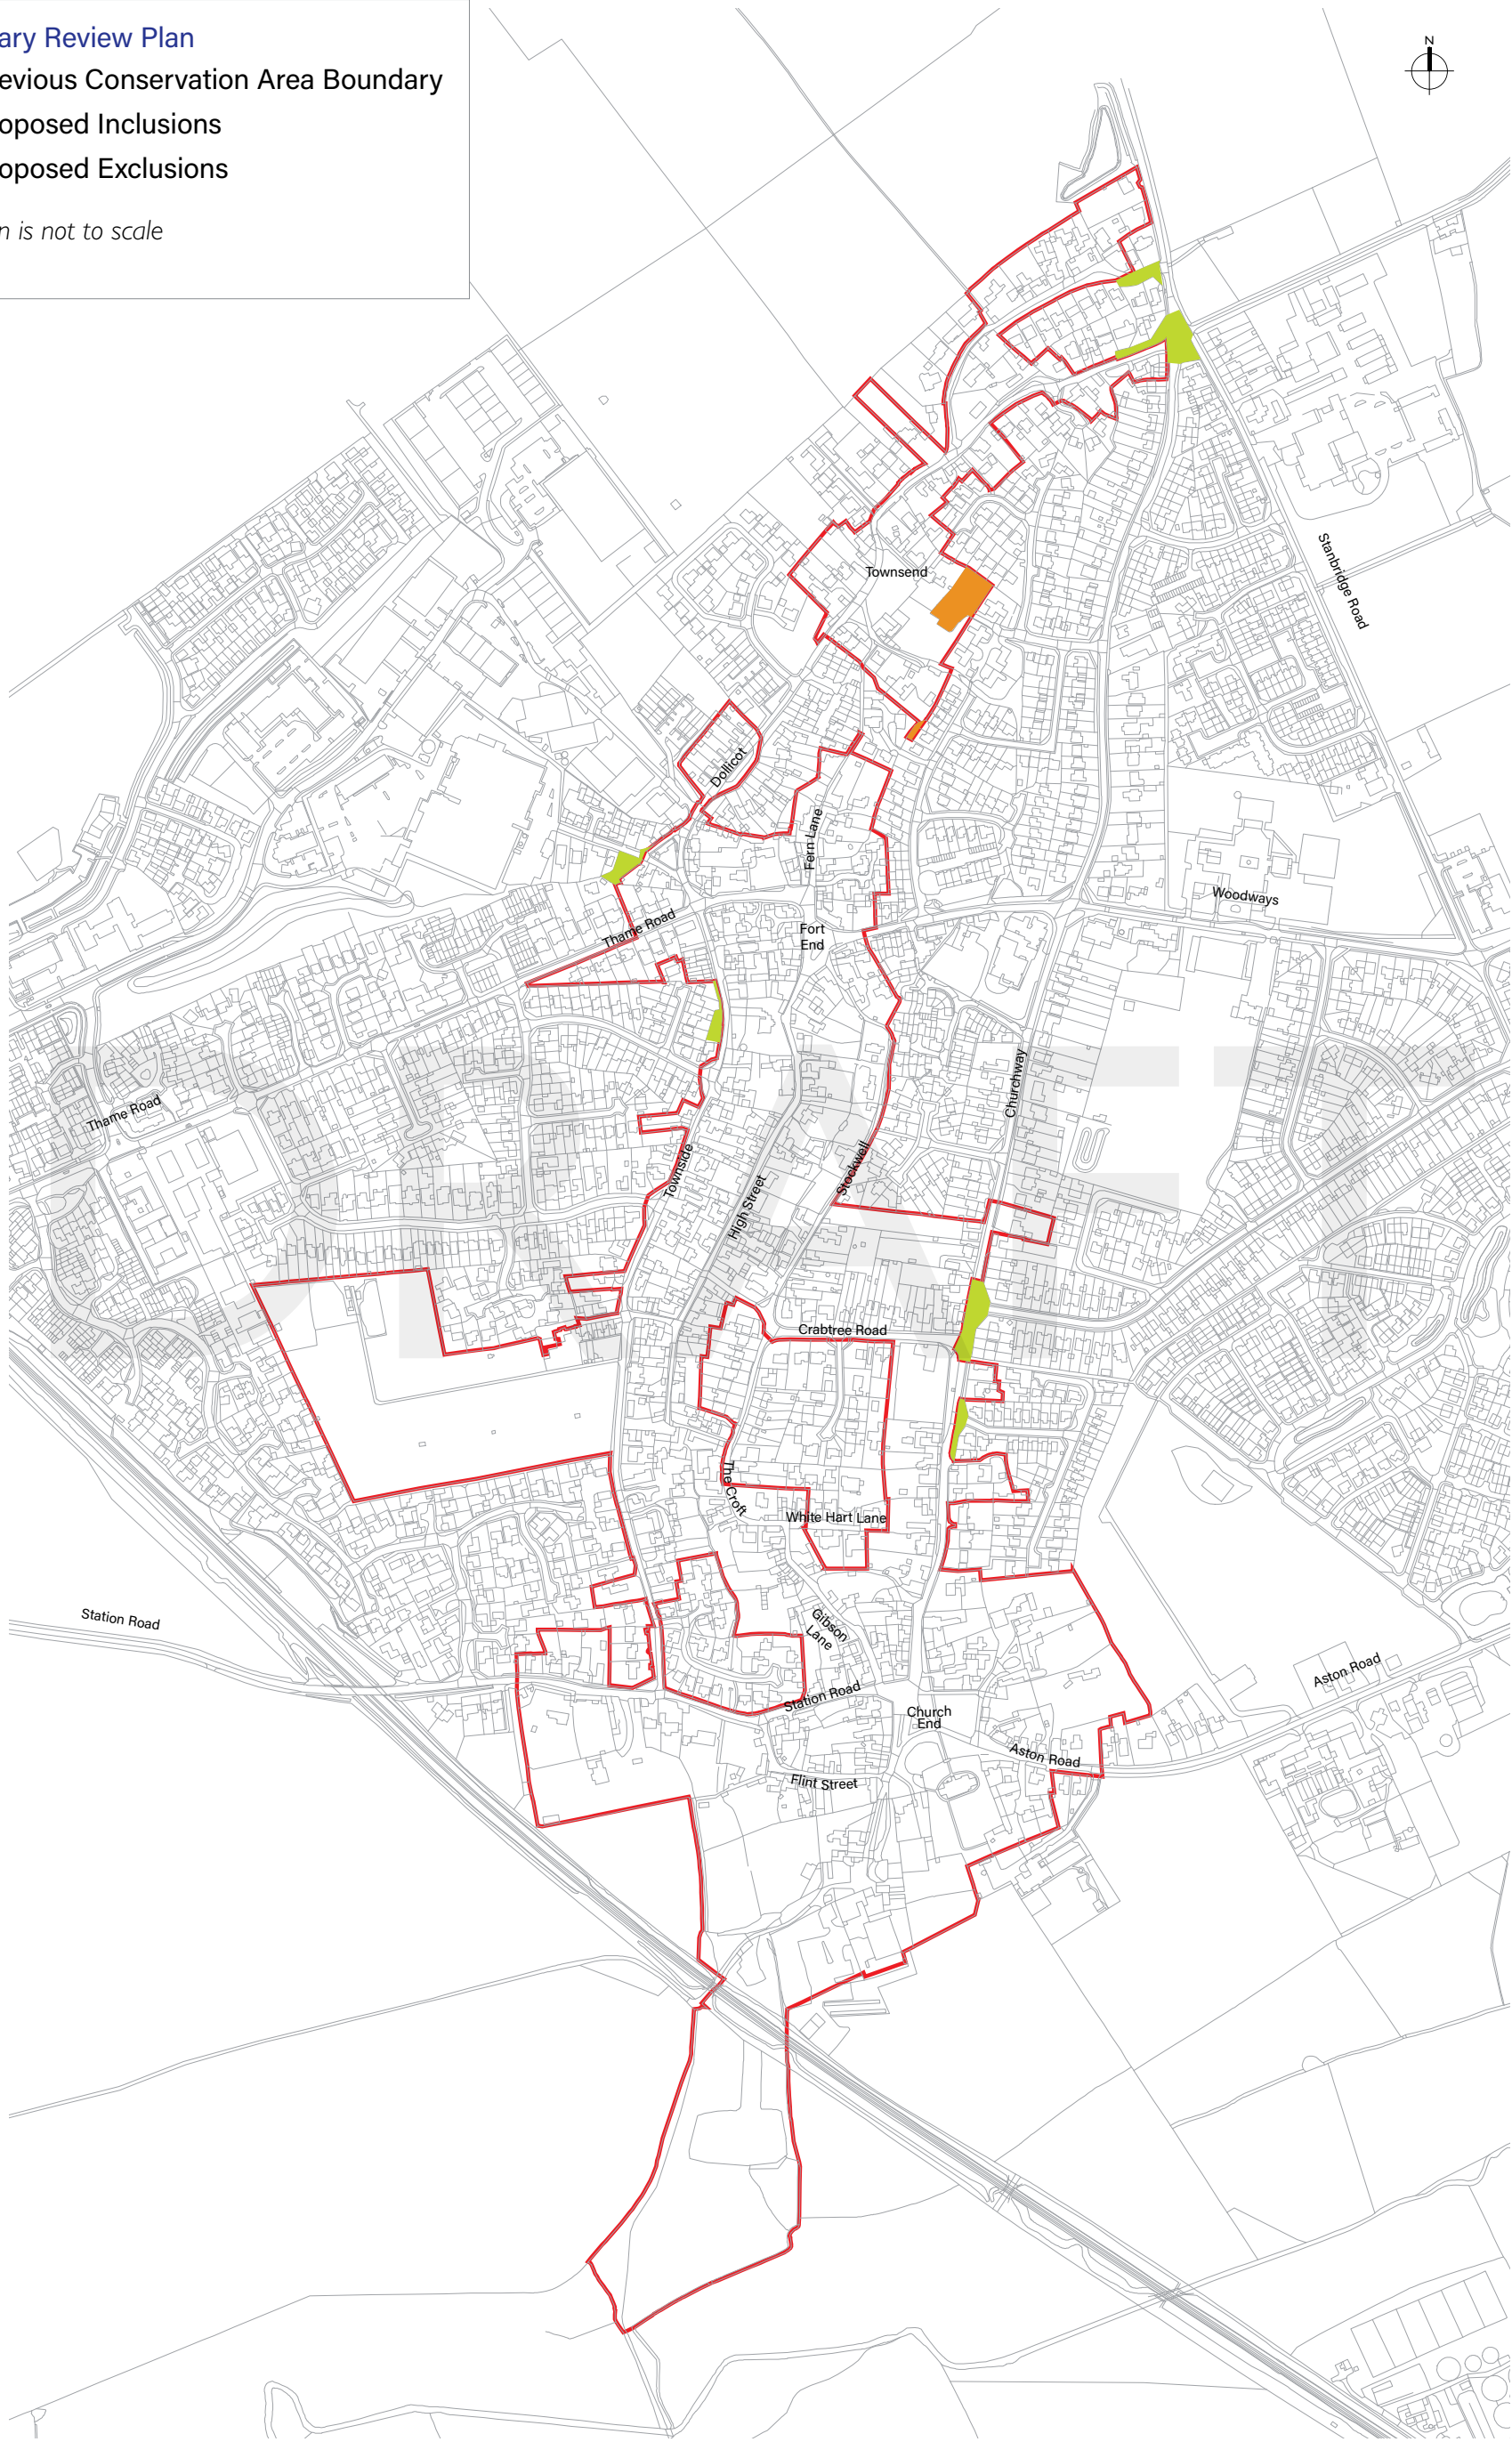 ary Review Plan
evious Conservation Area Boundary
oposed Inclusions
oposed Exclusions
n is not to scale
N
Stanbridge Road
Townsend
Dollicot
Fern Lane
Woodways
Thame Road
Fort
End
Churchway
Thame Road
Townside
Stockwell
High Street
Crabtree Road
The Croft
White Hart Lane
Station Road
Gibson
Lane
Aston Road
Station Road
Church
End
Aston Road
Flint Street
DRAFT